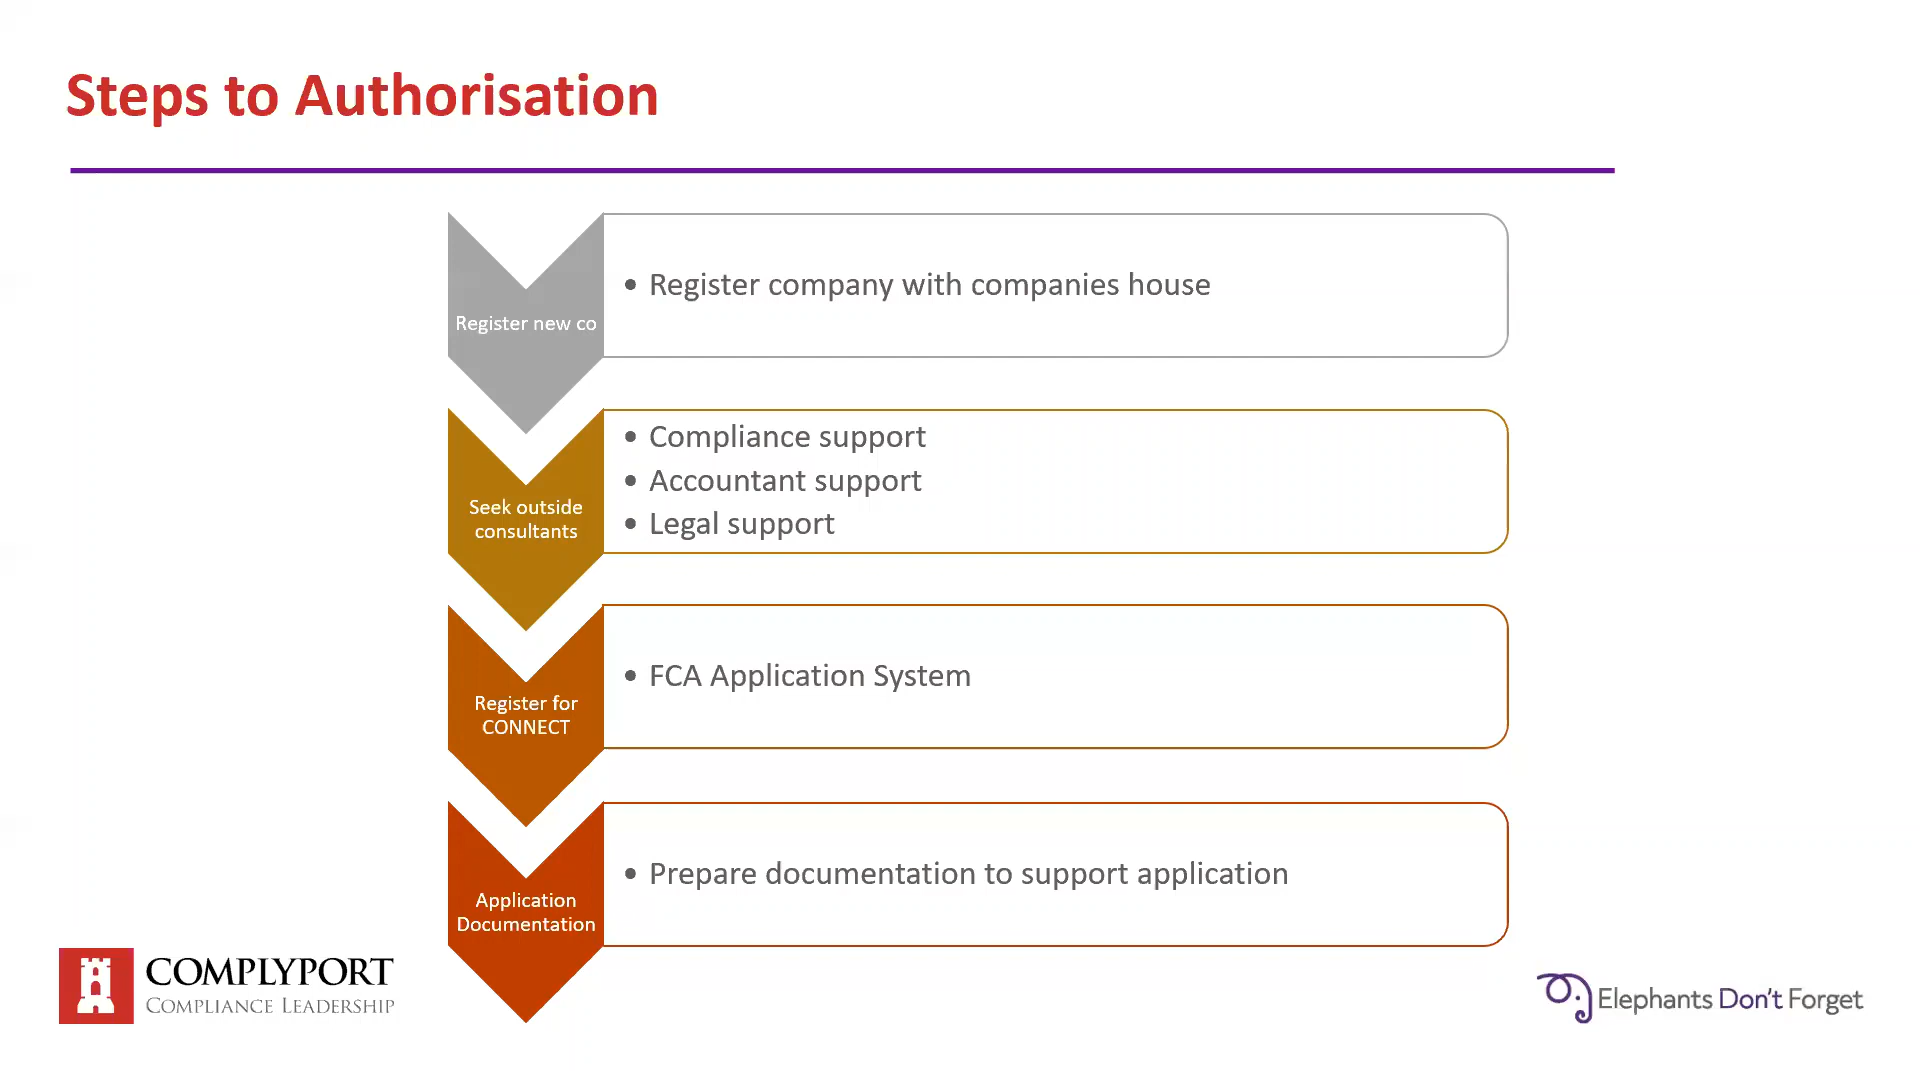 Steps to Authorisation
Register new co
• Register company with companies house
Seek outside
consultants
• Compliance support
• Accountant support
• Legal support
Register for
CONNECT
• FCA Application System
Application
Documentation
• Prepare documentation to support application
COMPLYPORT
COMPLIANCE LEADERSHIP
Elephants Don't Forget